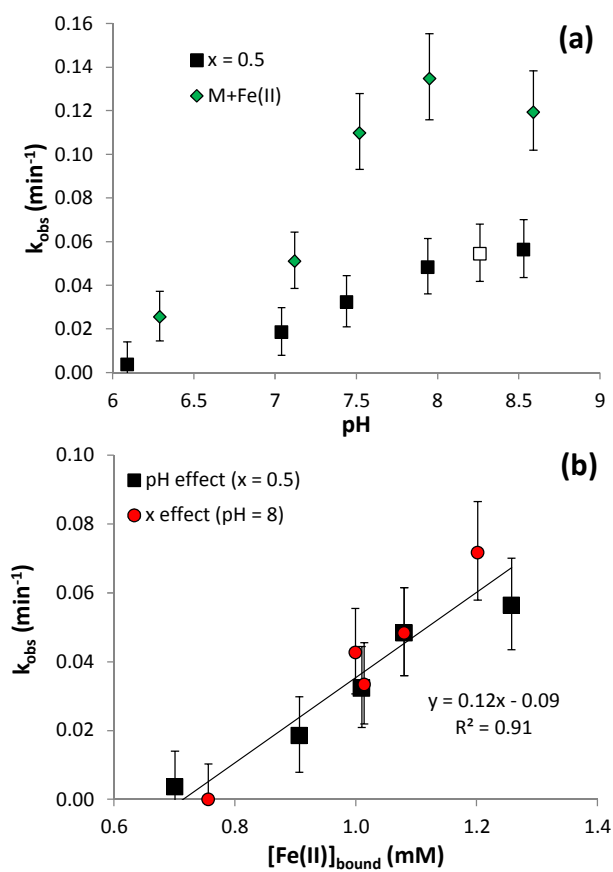 (a)
x = 0.5
M+Fe(II)
0.16
0.14
0.12
0.10
0.08
0.06
0.04
0.02
0.00
kobs (min-1)
6 6.5 7 7.5 8 8.5 9
pH
(b)
pH effect (x = 0.5)
x effect (pH = 8)
0.10
0.08
0.06
0.04
0.02
0.00
kobs (min-1)
y = 0.12x - 0.09
R² = 0.91
0.6 0.8 1.0 1.2 1.4
[Fe(II)]bound (mM)